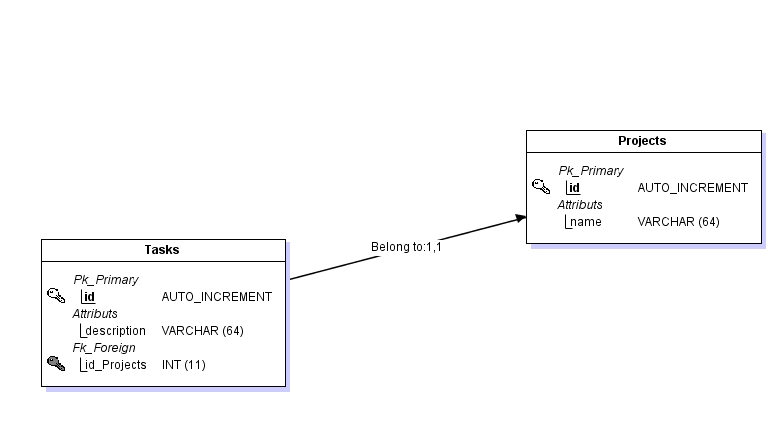 Projects
Pk_Primary
id AUTO_INCREMENT
Attributs
name VARCHAR (64)
Belong to:1,1
Tasks
Pk_Primary
id AUTO_INCREMENT
Attributs
description VARCHAR (64)
Fk_Foreign
id_Projects INT (11)